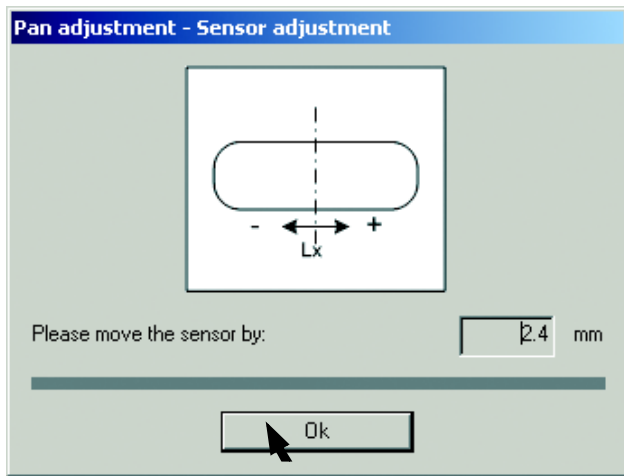 Pan adjustment - Sensor adjustment
- +
Lx
Please move the sensor by: 2.4 mm
Ok